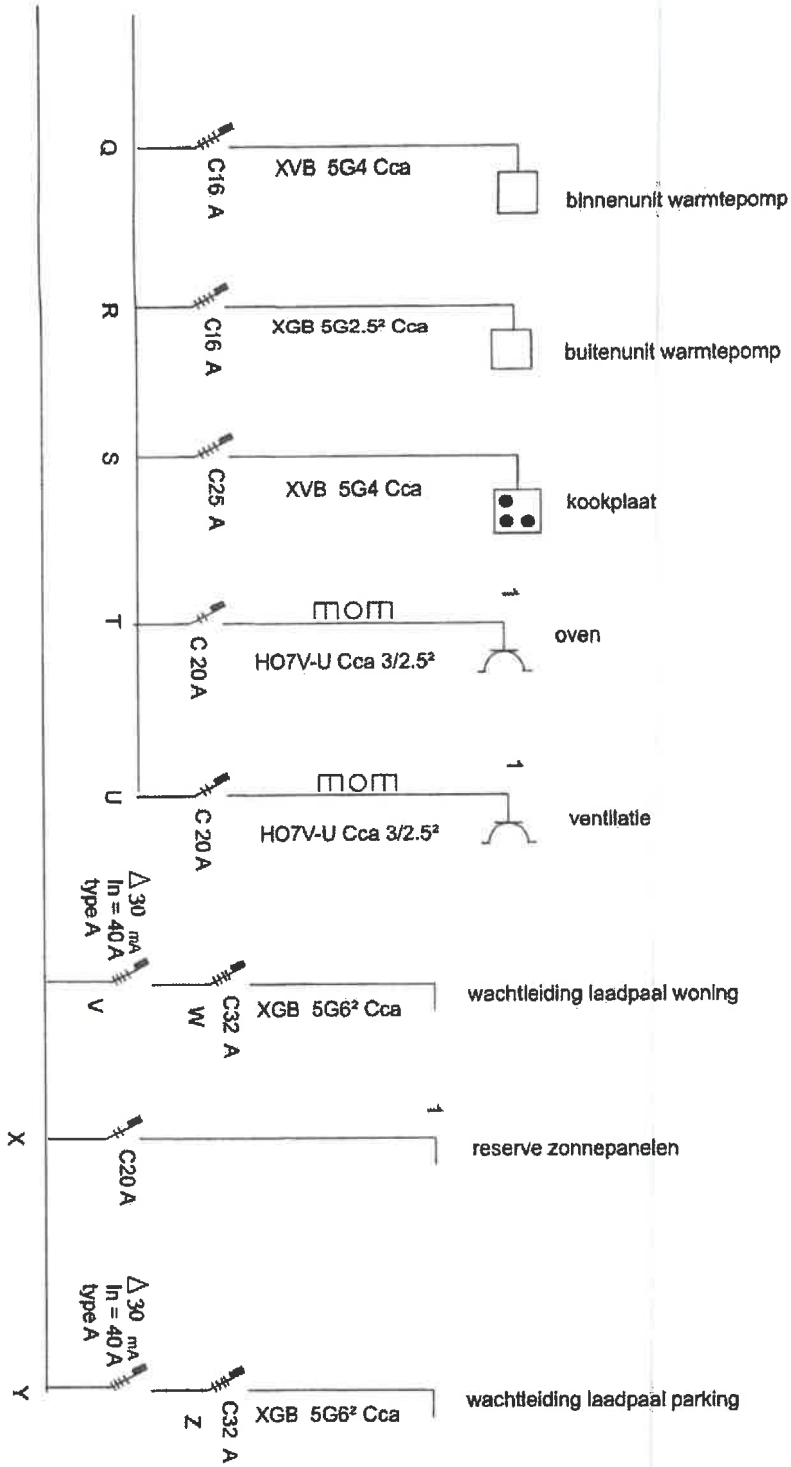 Q
C16 A
XVB 5G4 Cca
binnenunit warmtepomp
R
C16 A
XGB 5G2.5² Cca
buitenunit warmtepomp
S
C25 A
XVB 5G4 Cca
kookplaat
T
C 20 A
HO7V-U Cca 3/2.5²
1
oven
U
C 20 A
HO7V-U Cca 3/2.5²
1
ventilatie
△ 30 mA
In = 40 A
type A
V
W
C32 A
XGB 5G6² Cca
wachtleiding laadpaal woning
X
C20 A
1
reserve zonnepanelen
△ 30 mA
In = 40 A
type A
Y
Z
C32 A
XGB 5G6² Cca
wachtleiding laadpaal parking